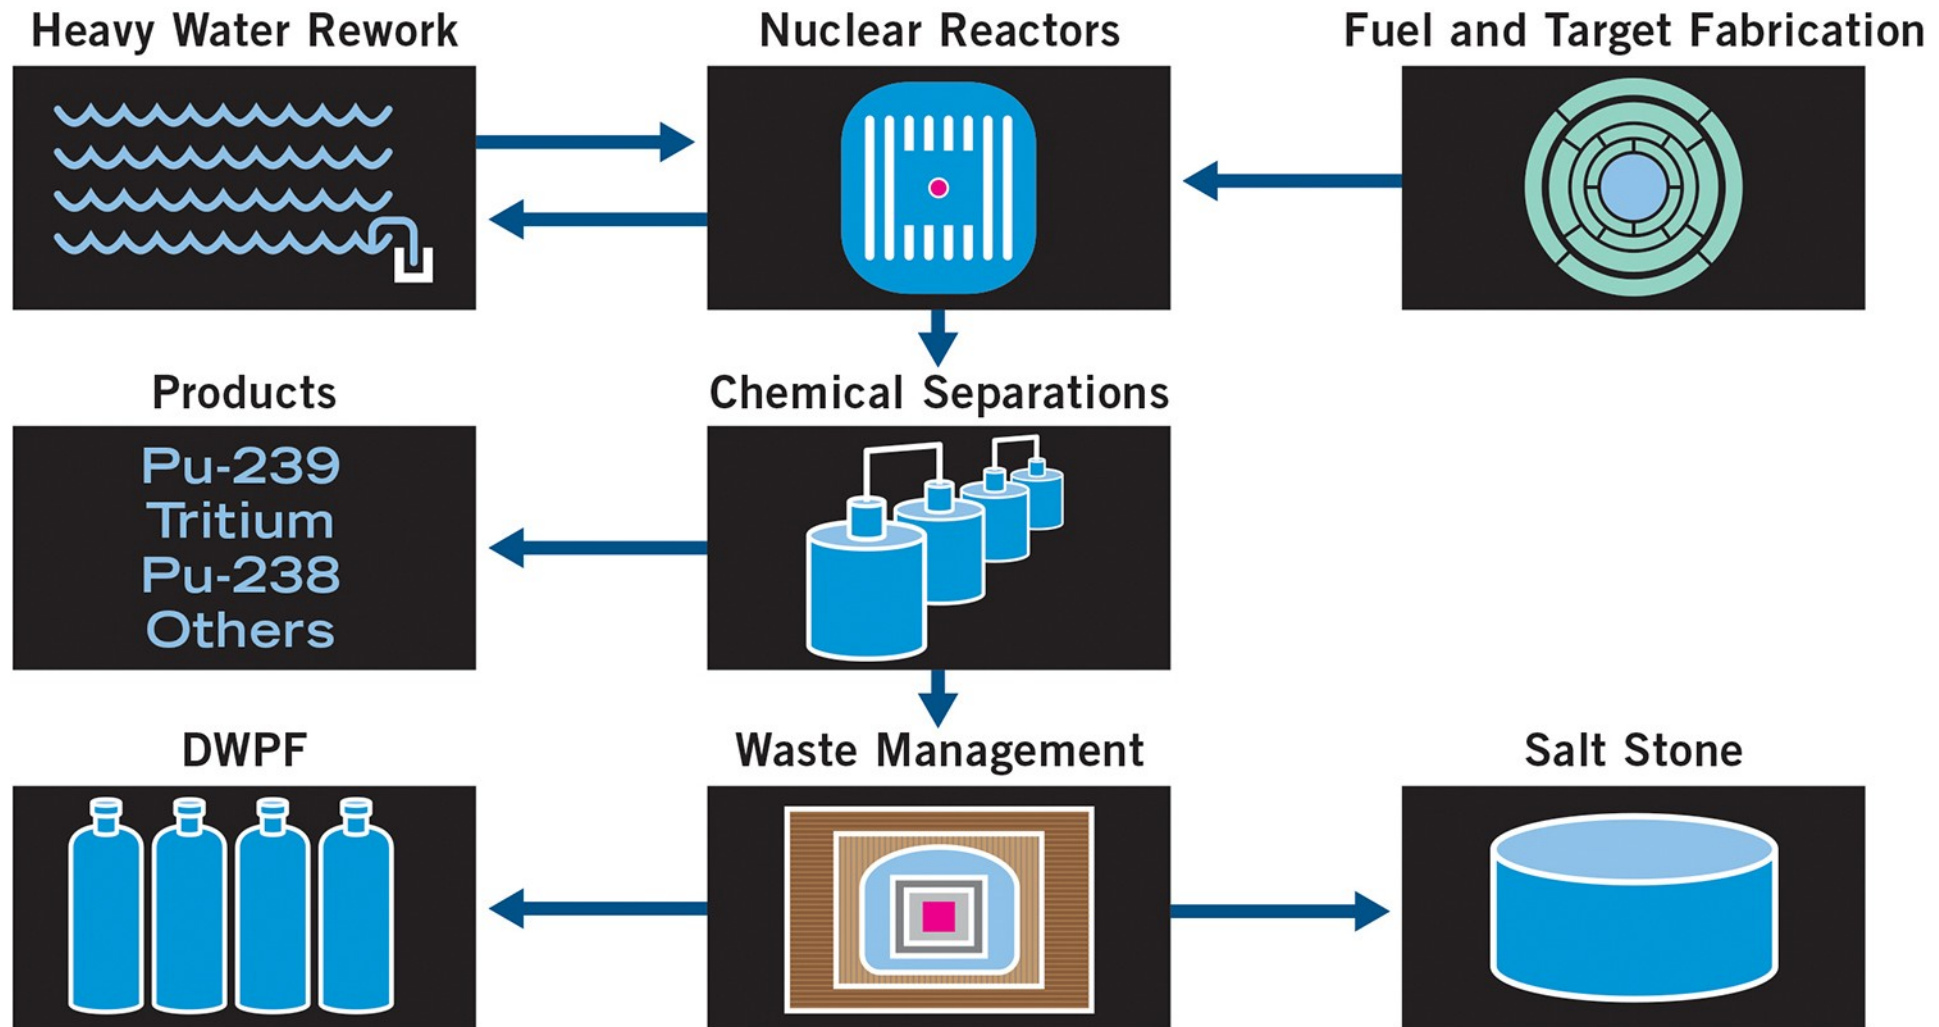 Heavy Water Rework
Nuclear Reactors
Fuel and Target Fabrication
Products
Pu-239
Tritium
Pu-238
Others
Chemical Separations
DWPF
Waste Management
Salt Stone